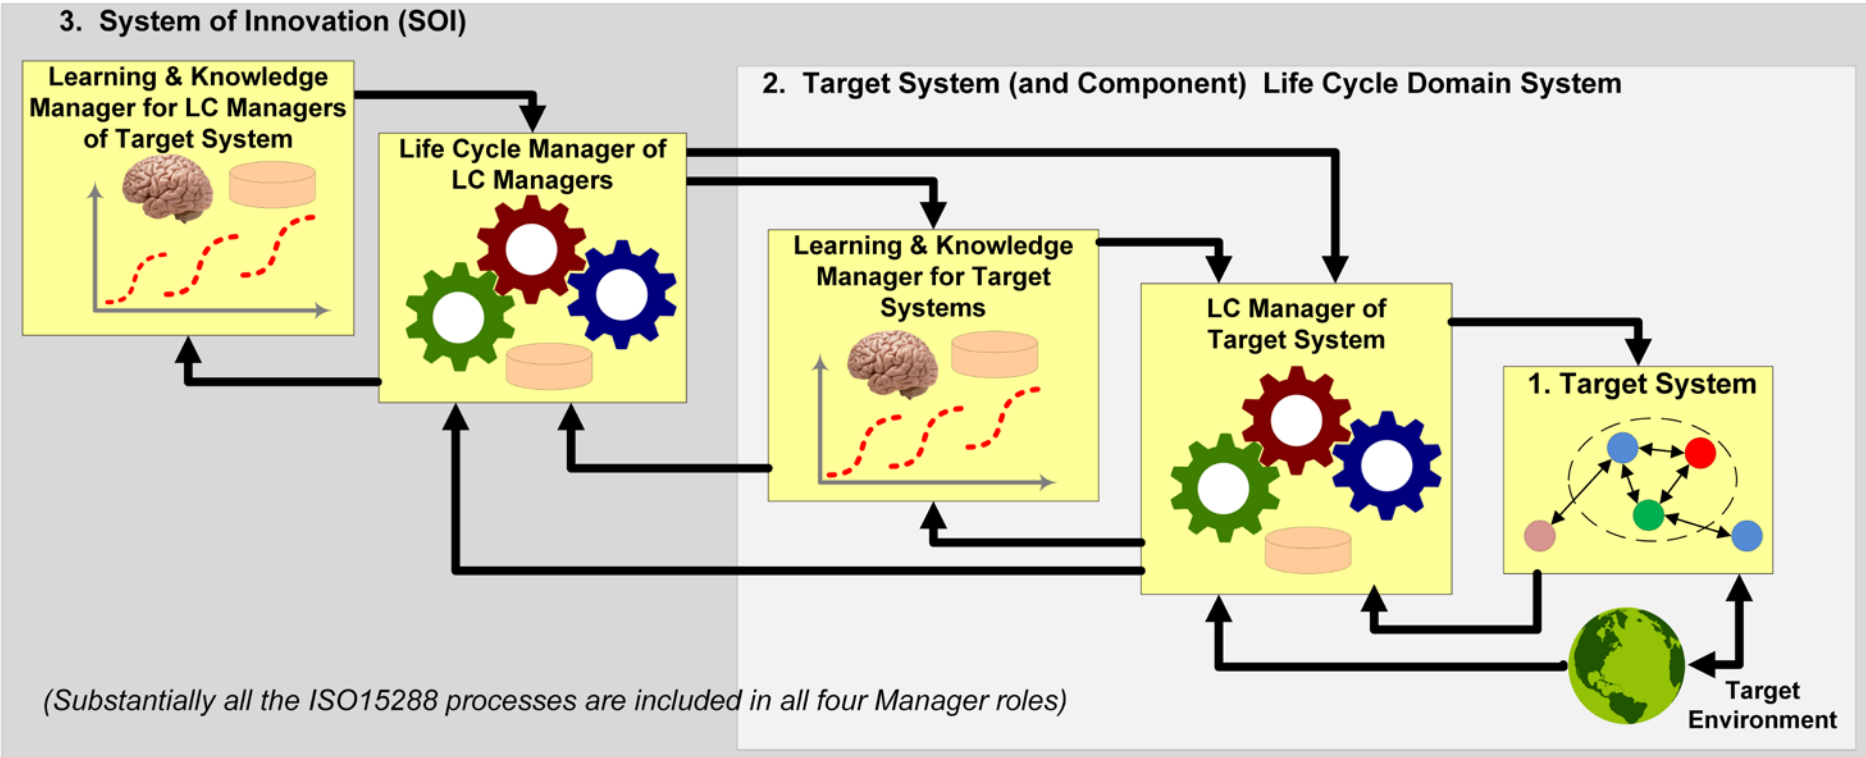 3.  System of Innovation (SOI)
Learning & Knowledge
Manager for LC Managers
of Target System
2.  Target System (and Component)  Life Cycle Domain System
Life Cycle Manager of
LC Managers
Learning & Knowledge
Manager for Target
Systems
LC Manager of
Target System
1. Target System
(Substantially all the ISO15288 processes are included in all four Manager roles)
Target
Environment